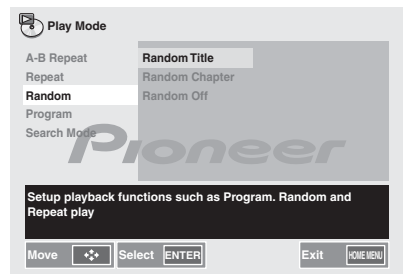 Play Mode
A-B Repeat
Repeat
Random
Program
Search Mode
Random Title
Random Chapter
Random Off
Pioneer
Setup playback functions such as Program. Random and
Repeat play
Move Select ENTER Exit HOME MENU